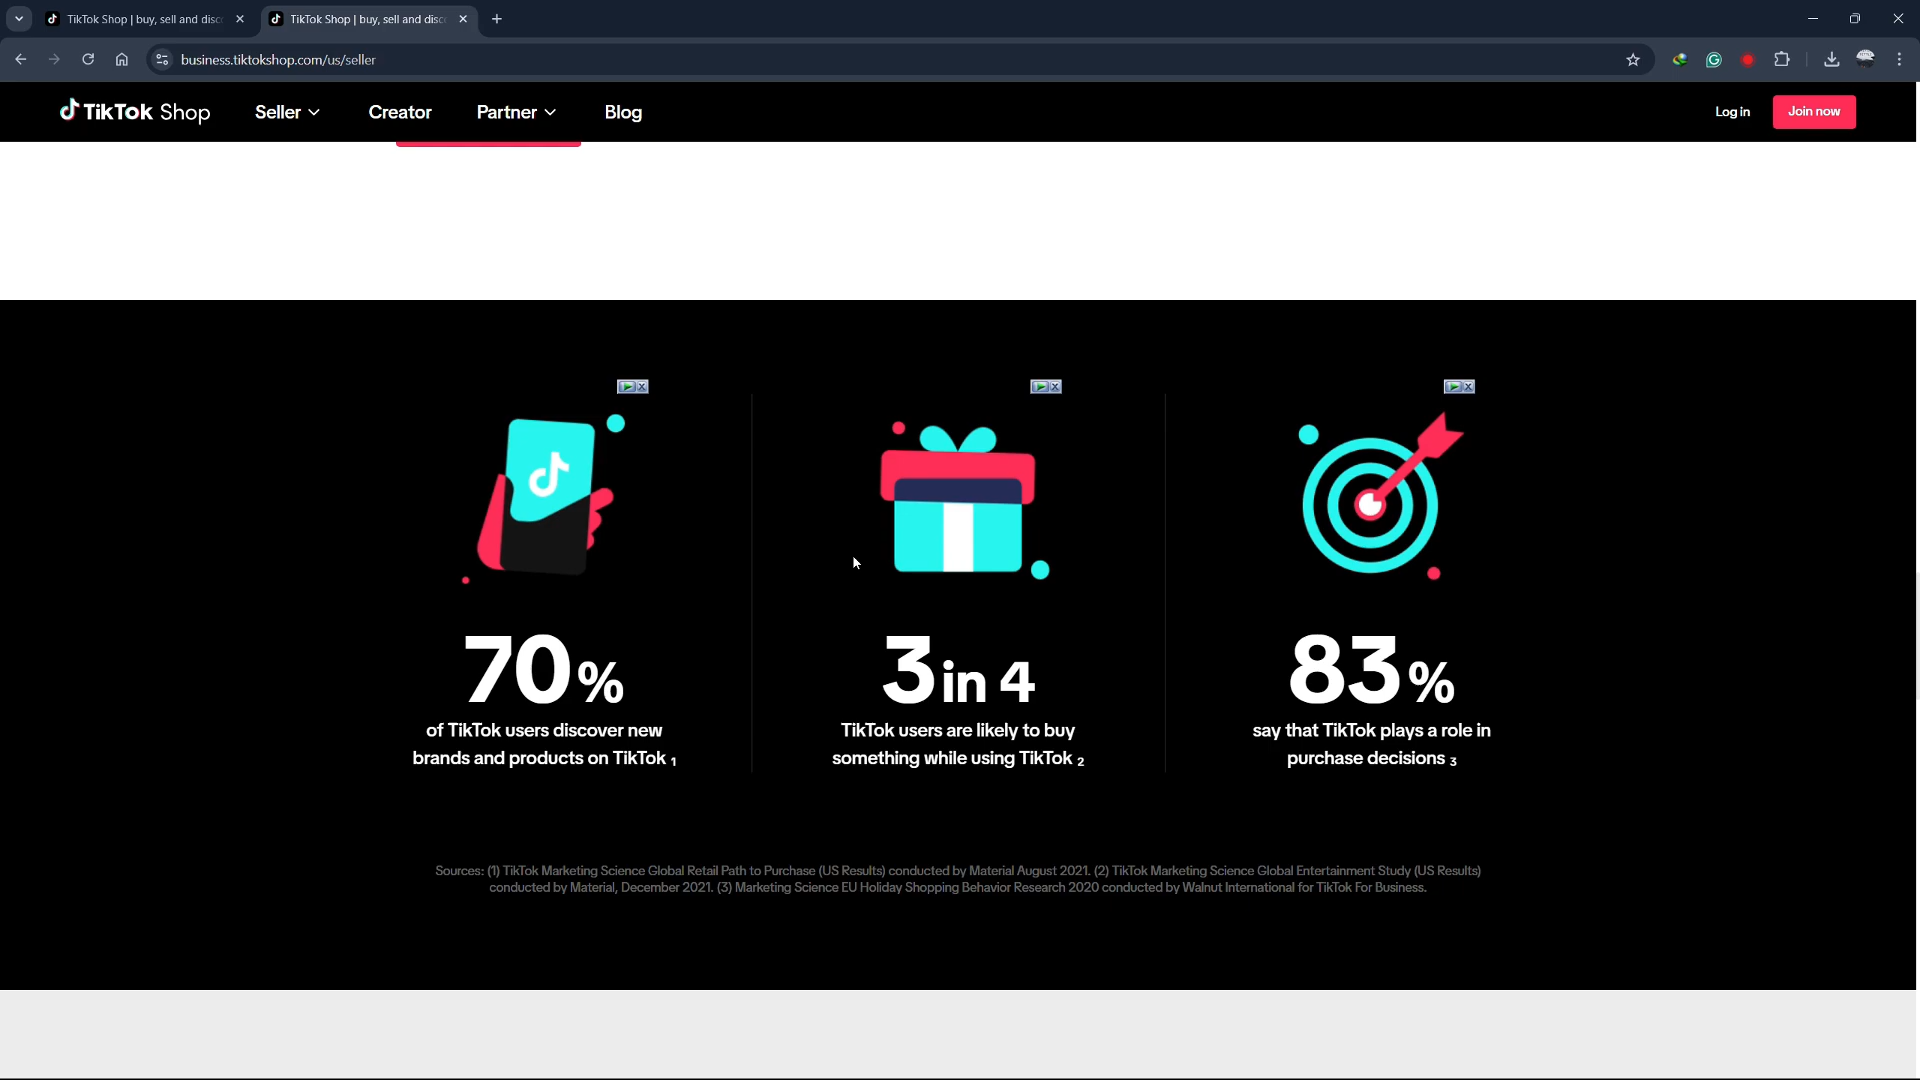 TikTok Shop | buy, sell and disc
TikTok Shop | buy, sell and disc
business.tiktokshop.com/us/seller
TikTok Shop
Seller
Creator
Partner
Blog
Log in
Join now
70%
of TikTok users discover new
brands and products on TikTok 1
3 in 4
TikTok users are likely to buy
something while using TikTok 2
83%
say that TikTok plays a role in
purchase decisions 3
Sources: (1) TikTok Marketing Science Global Retail Path to Purchase (US Results) conducted by Material August 2021. (2) TikTok Marketing Science Global Entertainment Study (US Results)
conducted by Material, December 2021. (3) Marketing Science EU Holiday Shopping Behavior Research 2020 conducted by Walnut International for TikTok For Business.